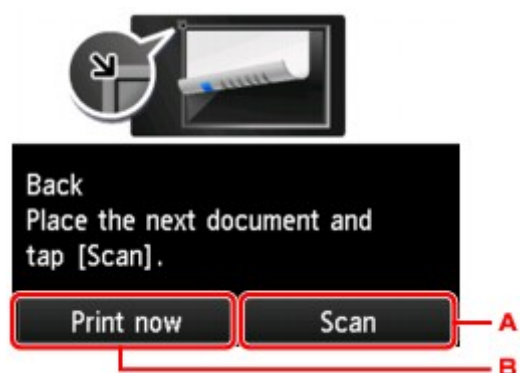 Back
Place the next document and
tap [Scan].
Print now Scan A
B